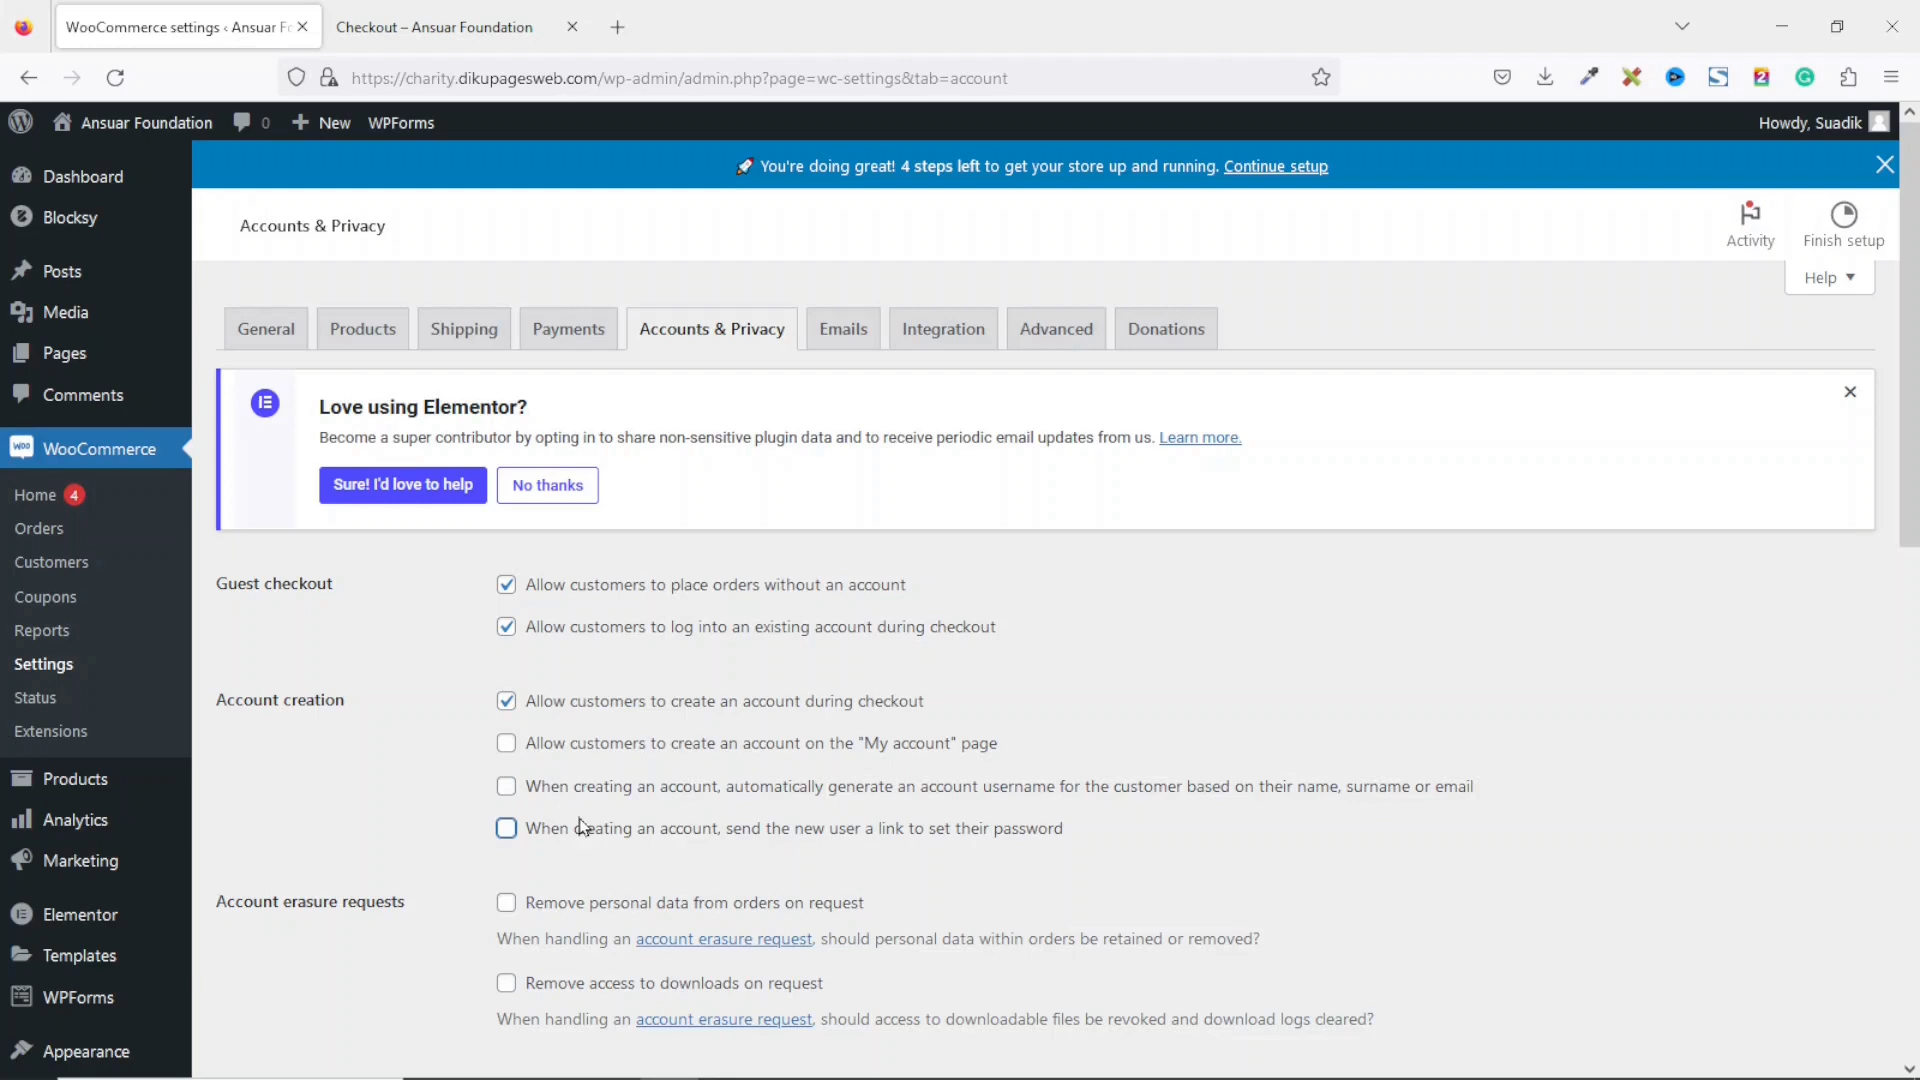 WooCommerce settings ‹ Ansuar Fo
Checkout – Ansuar Foundation
https://charity.dikupagesweb.com/wp-admin/admin.php?page=wc-settings&tab=account
Ansuar Foundation
0
New
WPForms
Howdy, Suadik
Dashboard
Blocksy
Posts
Media
Pages
Comments
WooCommerce
Home 4
Orders
Customers
Coupons
Reports
Settings
Status
Extensions
Products
Analytics
Marketing
Elementor
Templates
WPForms
Appearance
🚀 You're doing great! 4 steps left to get your store up and running. Continue setup
Accounts & Privacy
Activity
Finish setup
Help
General
Products
Shipping
Payments
Accounts & Privacy
Emails
Integration
Advanced
Donations
Love using Elementor?
Become a super contributor by opting in to share non-sensitive plugin data and to receive periodic email updates from us. Learn more.
Sure! I'd love to help
No thanks
Guest checkout
Allow customers to place orders without an account
Allow customers to log into an existing account during checkout
Account creation
Allow customers to create an account during checkout
Allow customers to create an account on the "My account" page
When creating an account, automatically generate an account username for the customer based on their name, surname or email
When creating an account, send the new user a link to set their password
Account erasure requests
Remove personal data from orders on request
When handling an account erasure request, should personal data within orders be retained or removed?
Remove access to downloads on request
When handling an account erasure request, should access to downloadable files be revoked and download logs cleared?